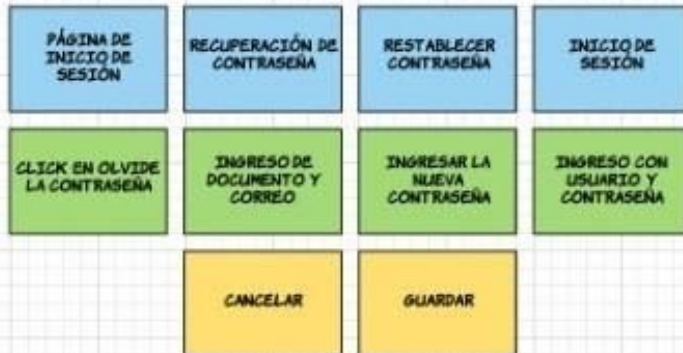 PÁGINA DE
INICIO DE
SESIÓN
RECUPERACIÓN DE
CONTRASEÑA
RESTABLECER
CONTRASEÑA
INICIO DE
SESIÓN
CLICK EN OLVIDE
LA CONTRASEÑA
INGRESO DE
DOCUMENTO Y
CORREO
INGRESAR LA
NUEVA
CONTRASEÑA
INGRESO CON
USUARIO Y
CONTRASEÑA
CANCELAR
GUARDAR